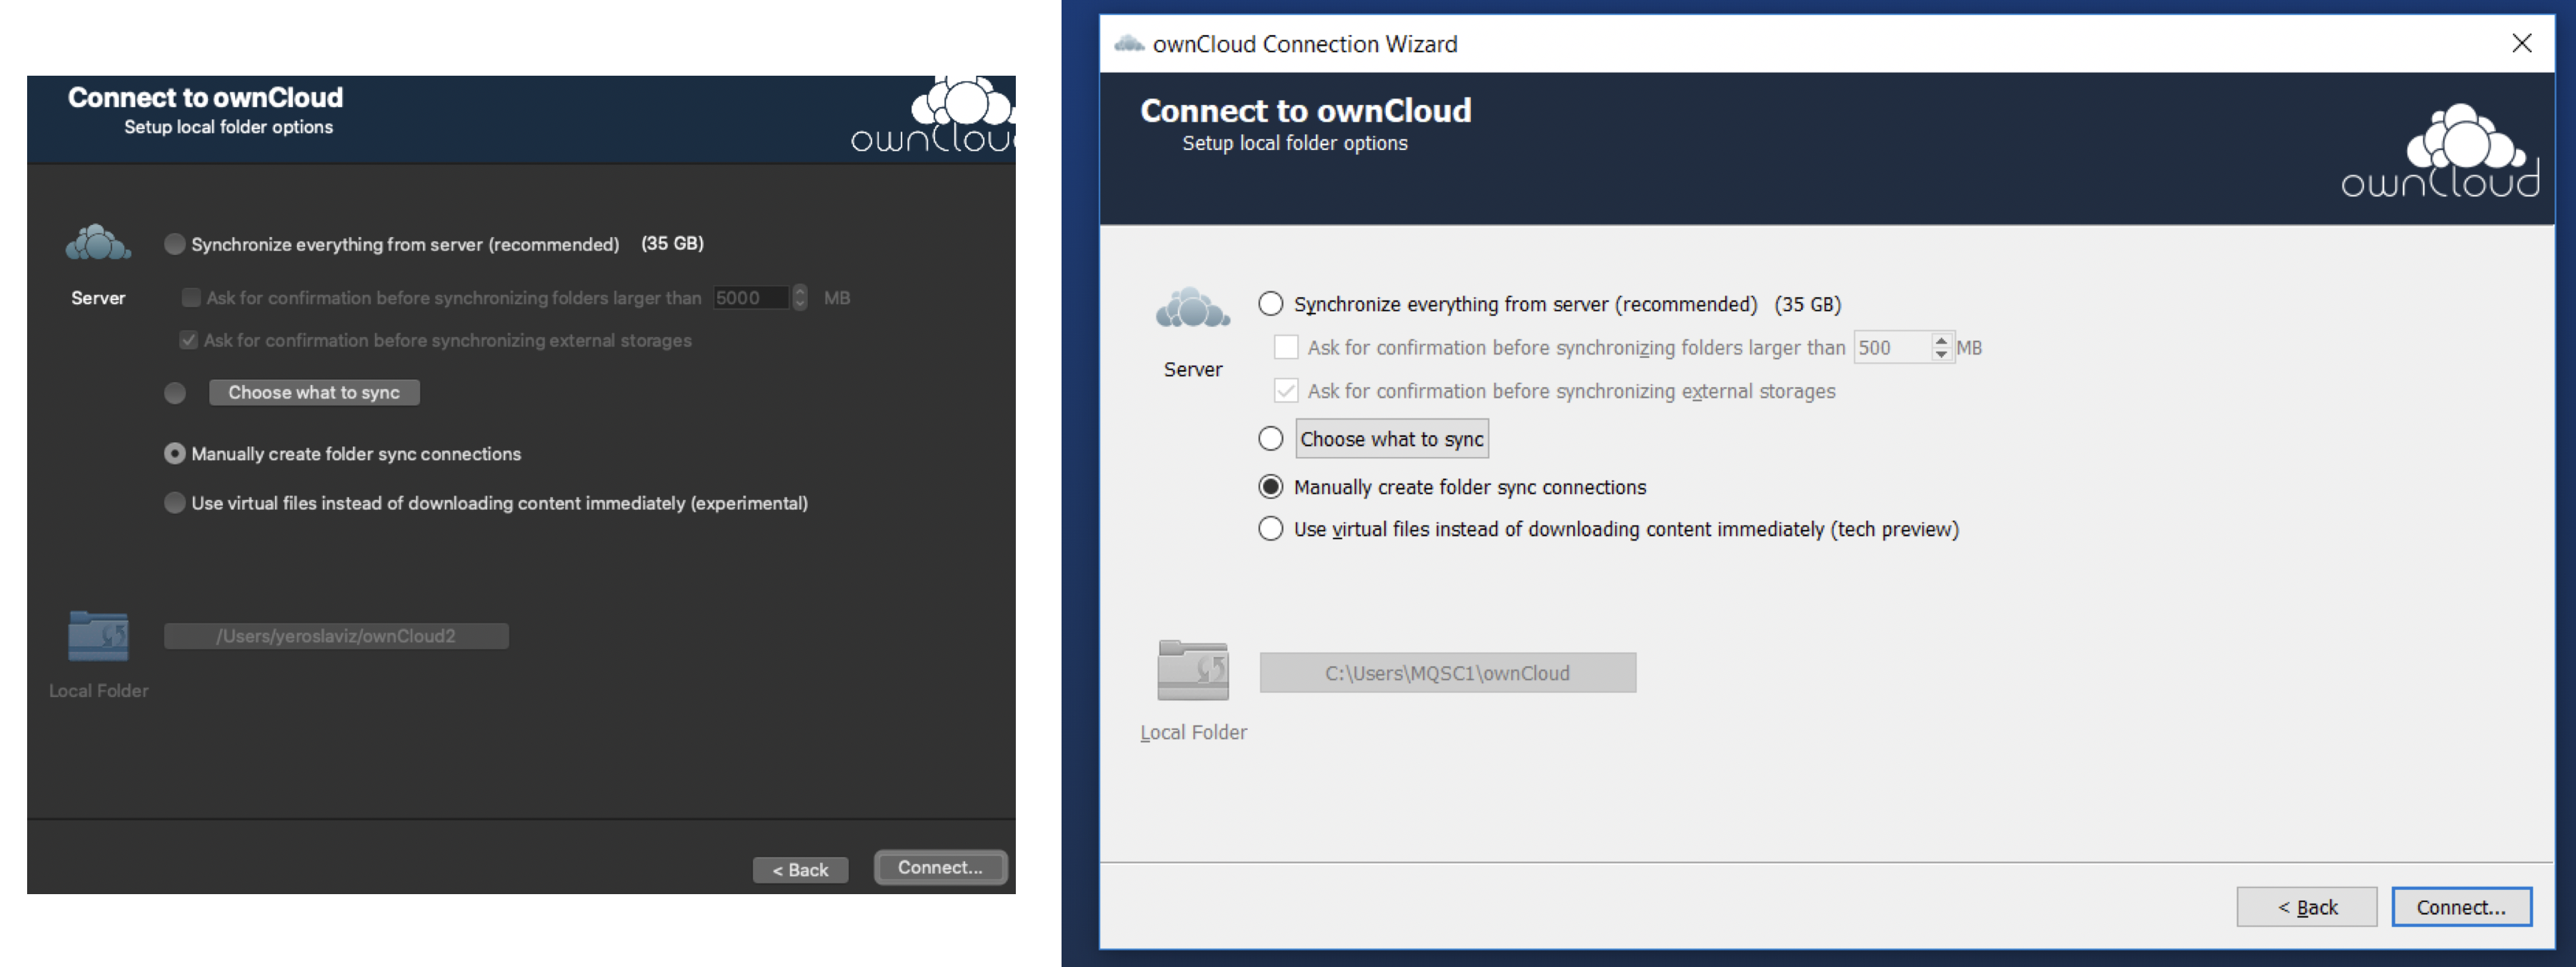 Connect to ownCloud
Setup local folder options
ownClou
Synchronize everything from server (recommended) (35 GB)
Server
Ask for confirmation before synchronizing folders larger than 5000 MB
Ask for confirmation before synchronizing external storages
Choose what to sync
Manually create folder sync connections
Use virtual files instead of downloading content immediately (experimental)
/Users/yeroslaviz/ownCloud2
Local Folder
< Back Connect...
ownCloud Connection Wizard
Connect to ownCloud
Setup local folder options
ownCloud
Synchronize everything from server (recommended) (35 GB)
Ask for confirmation before synchronizing folders larger than 500 MB
Server
Ask for confirmation before synchronizing external storages
Choose what to sync
Manually create folder sync connections
Use virtual files instead of downloading content immediately (tech preview)
C:\Users\MQSC1\ownCloud
Local Folder
< Back Connect...